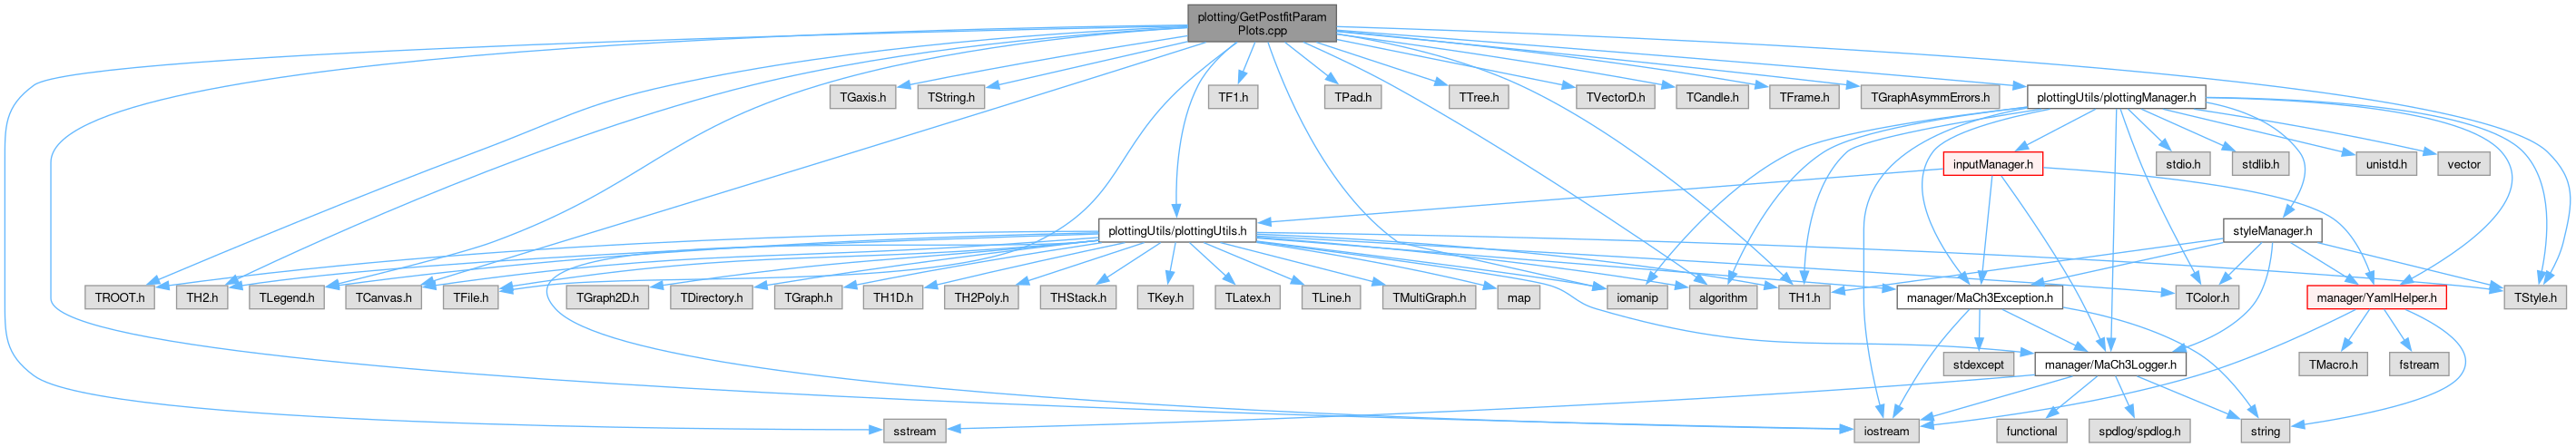 plotting/GetPostfitParam
Plots.cpp
TGaxis.h
TString.h
TF1.h
TPad.h
TTree.h
TVectorD.h
TCandle.h
TFrame.h
TGraphAsymmErrors.h
plottingUtils/plottingManager.h
inputManager.h
stdio.h
stdlib.h
unistd.h
vector
plottingUtils/plottingUtils.h
styleManager.h
TROOT.h
TH2.h
TLegend.h
TCanvas.h
TFile.h
TGraph2D.h
TDirectory.h
TGraph.h
TH1D.h
TH2Poly.h
THStack.h
TKey.h
TLatex.h
TLine.h
TMultiGraph.h
map
iomanip
algorithm
TH1.h
manager/MaCh3Exception.h
TColor.h
manager/YamlHelper.h
TStyle.h
stdexcept
manager/MaCh3Logger.h
TMacro.h
fstream
sstream
iostream
functional
spdlog/spdlog.h
string